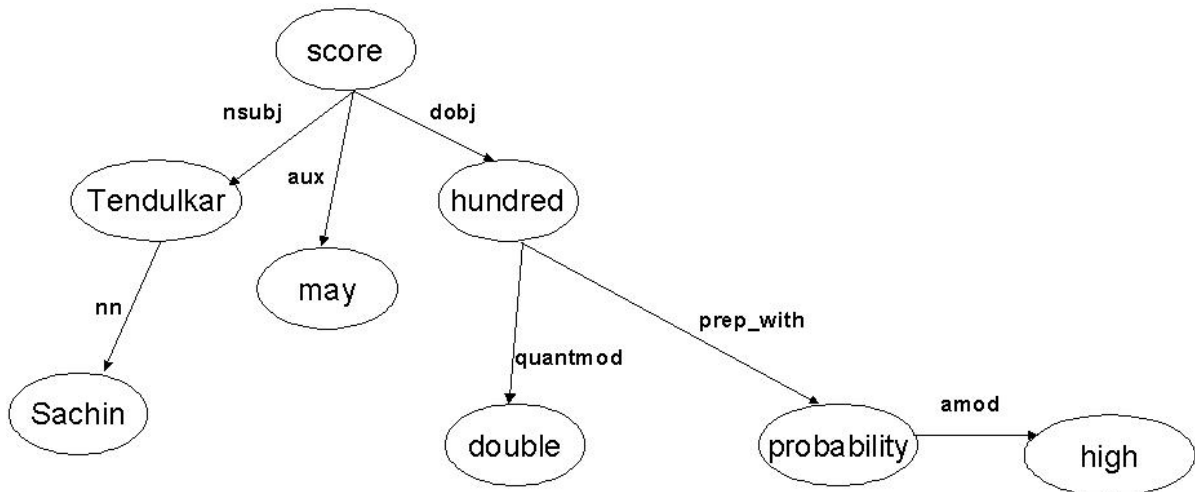 score
nsubj
dobj
aux
Tendulkar
hundred
may
nn
prep_with
quantmod
Sachin
double
probability
amod
high